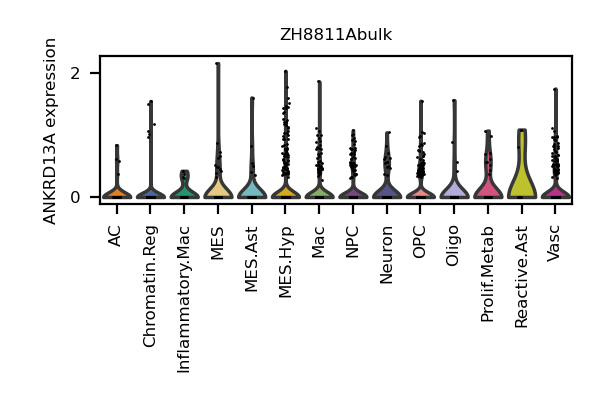 ZH8811Abulk
ANKRD13A expression
2
0
AC
Chromatin.Reg
Inflammatory.Mac
MES
MES.Ast
MES.Hyp
Mac
NPC
Neuron
OPC
Oligo
Prolif.Metab
Reactive.Ast
Vasc